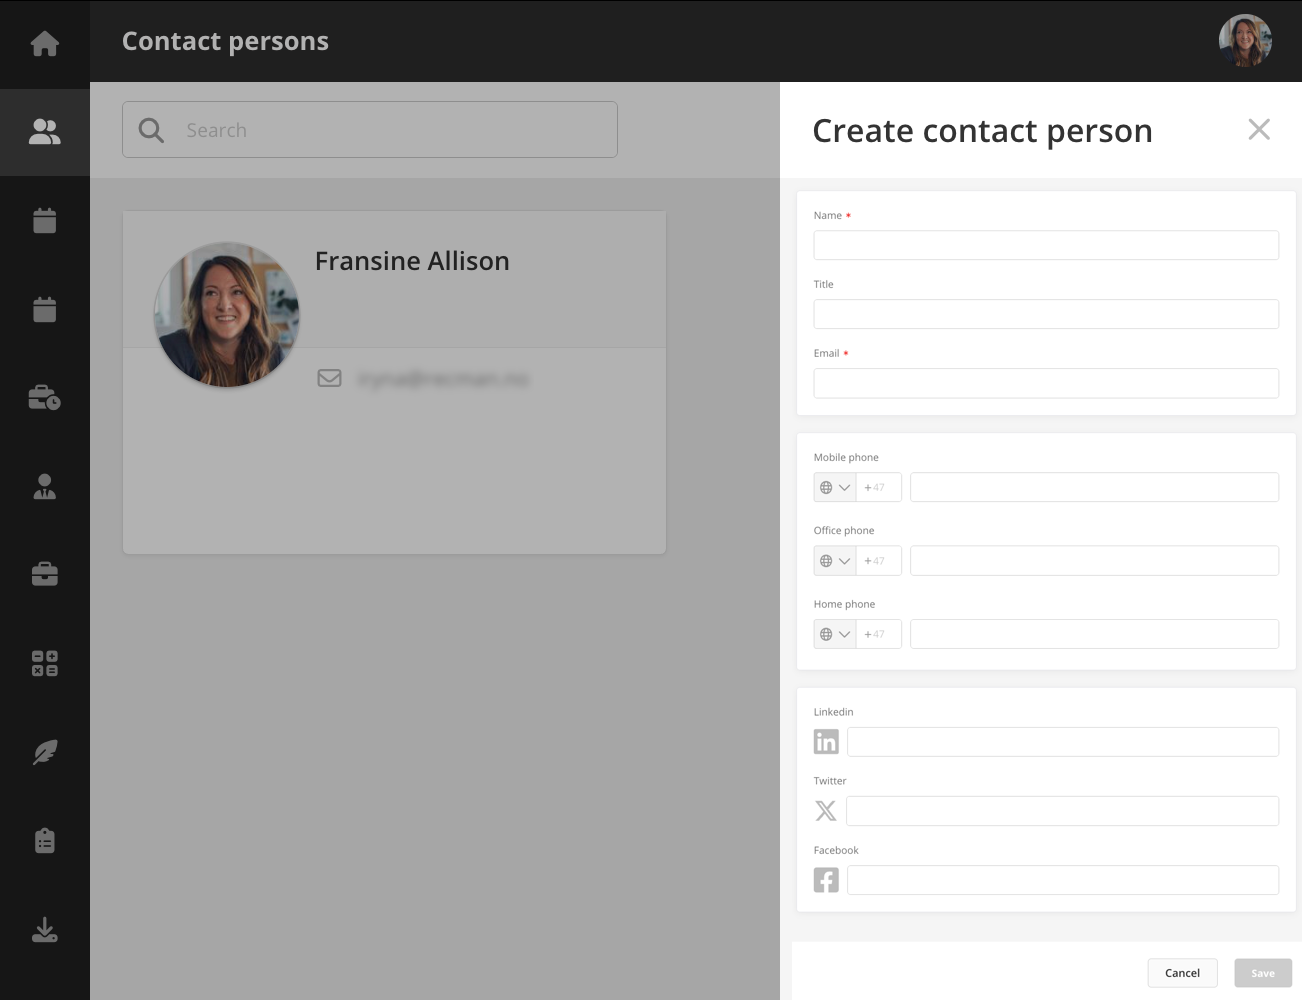 Contact persons
Search
Fransine Allison
Create contact person
Name *
Title
Email *
Mobile phone
+47
Office phone
+47
Home phone
+47
Linkedin
Twitter
Facebook
Cancel
Save